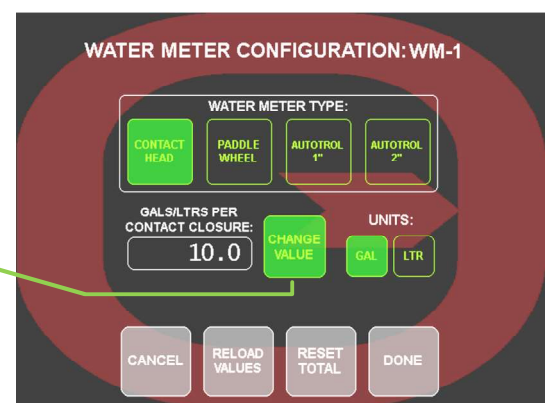 WATER METER CONFIGURATION: WM-1
WATER METER TYPE:
CONTACT HEAD
PADDLE WHEEL
AUTOTROL 1"
AUTOTROL 2"
GALS/LTRS PER
CONTACT CLOSURE:
10.0
CHANGE VALUE
UNITS:
GAL
LTR
CANCEL
RELOAD VALUES
RESET TOTAL
DONE